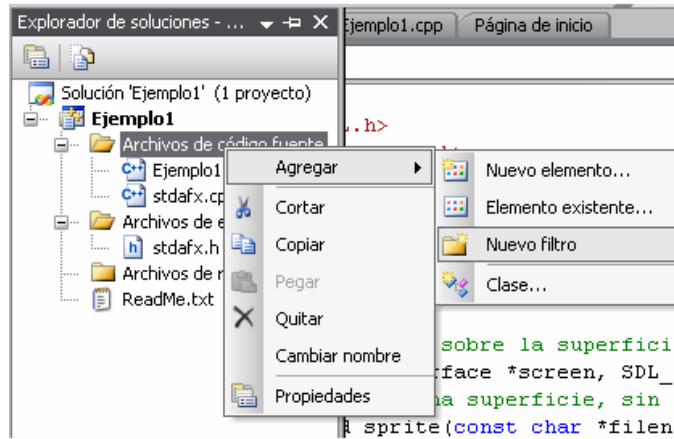 Explorador de soluciones - ...
Ejemplo1.cpp
Página de inicio
Solución 'Ejemplo1' (1 proyecto)
Ejemplo1
Archivos de código fuente
Ejemplo1
stdafx.cp
Archivos de e
stdafx.h
Archivos de r
ReadMe.txt
Agregar
Cortar
Copiar
Pegar
Quitar
Cambiar nombre
Propiedades
Nuevo elemento...
Elemento existente...
Nuevo filtro
Clase...
.h>
sobre la superfici
rface *screen, SDL_
na superficie, sin
sprite(const char *filen